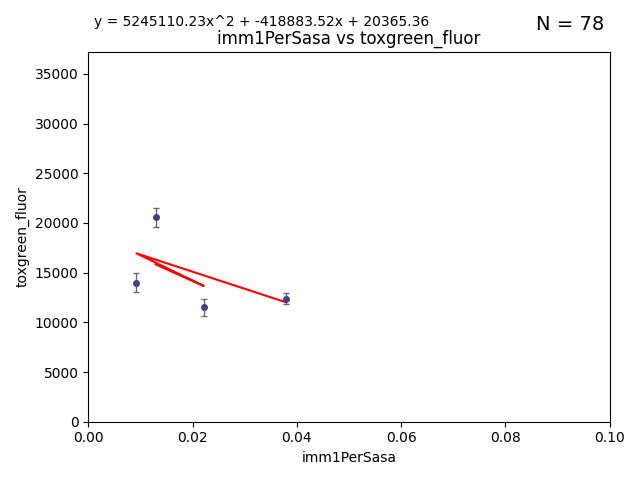 y = 5245110.23x^2 + -418883.52x + 20365.36
N = 78
imm1PerSasa vs toxgreen_fluor
35000
30000
25000
20000
15000
10000
5000
0
toxgreen_fluor
0.00
0.02
0.04
0.06
0.08
0.10
imm1PerSasa